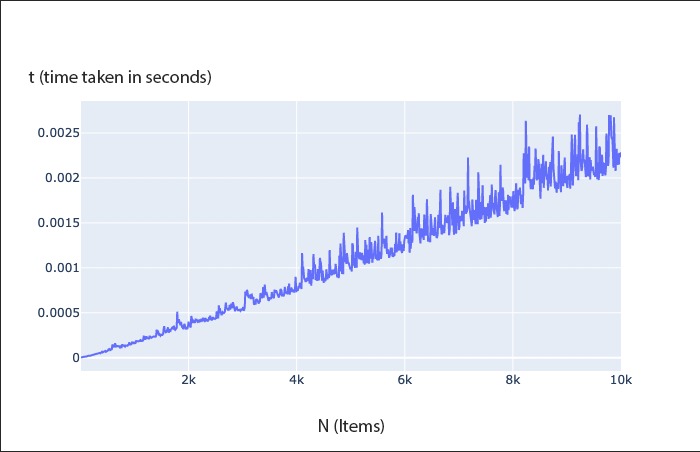 t (time taken in seconds)
0.0025
0.002
0.0015
0.001
0.0005
0
2k 4k 6k 8k 10k
N (Items)